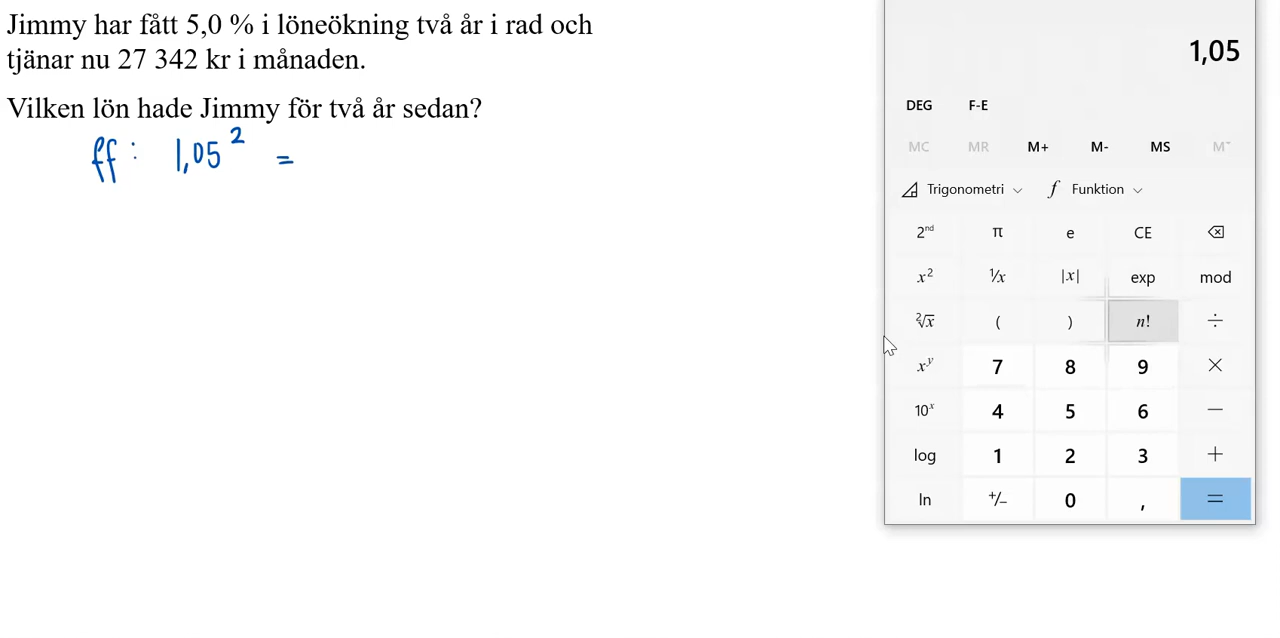 Jimmy har fått 5,0 % i löneökning två år i rad och
tjänar nu 27 342 kr i månaden.
Vilken lön hade Jimmy för två år sedan?
ff: 1,05² =
1,05
DEG F-E
MC MR M+ M- MS M˅
Trigonometri f Funktion
2ⁿᵈ π e CE
x² ¹/x |x| exp mod
²√x ( ) n! ÷
xʸ 7 8 9 ×
10ˣ 4 5 6 −
log 1 2 3 +
ln +/− 0 , =